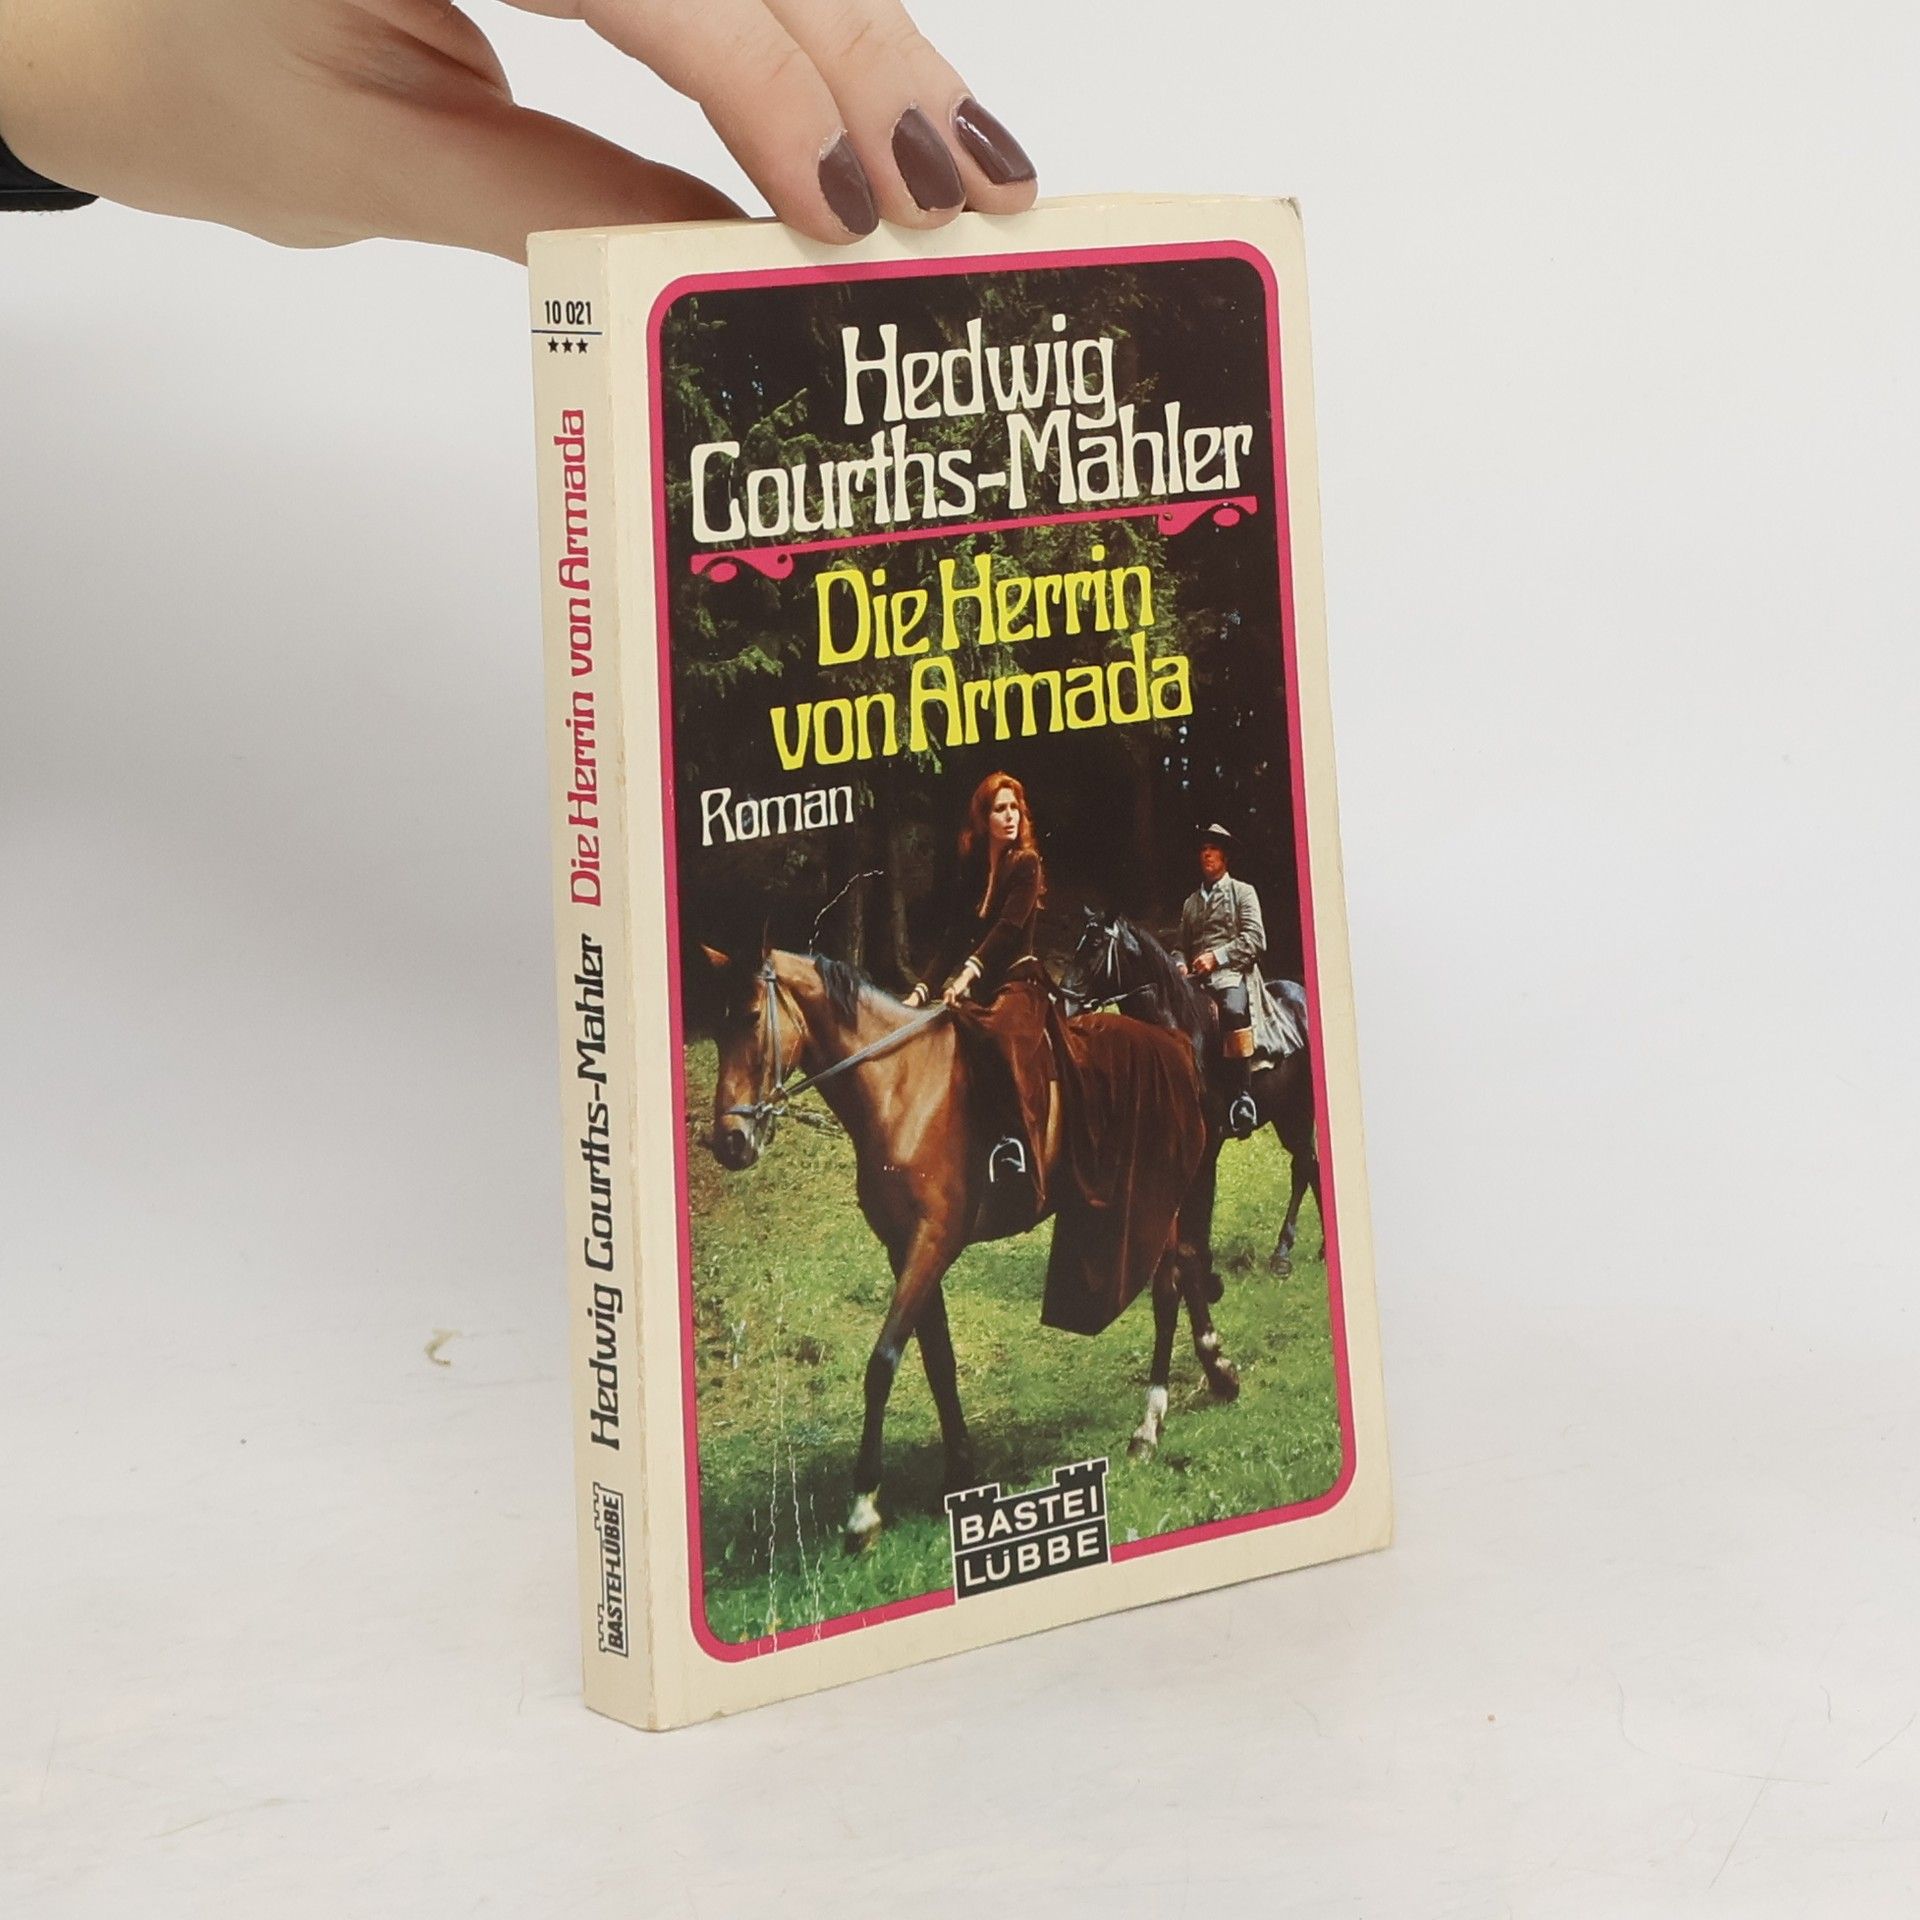 10 021
★★★
Die Herrin von Armada
Hedwig Courths-Mahler
BASTEI-LÜBBE
Hedwig
Courths-Mahler
Die Herrin
von Armada
Roman
BASTEI
LÜBBE